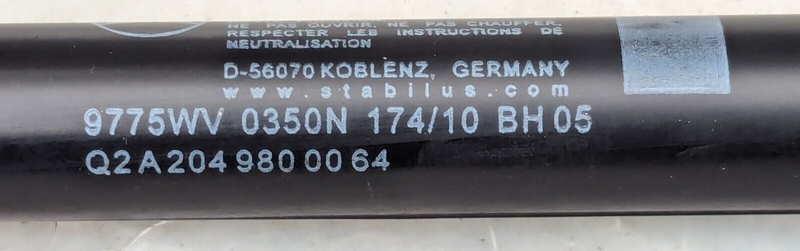 NE PAS OUVRIR, NE PAS CHAUFFER,
RESPECTER LES INSTRUCTIONS DE
NEUTRALISATION
D-56070 KOBLENZ, GERMANY
www.stabilus.com
9775WV 0350N 174/10 BH05
Q2A 204 980 00 64